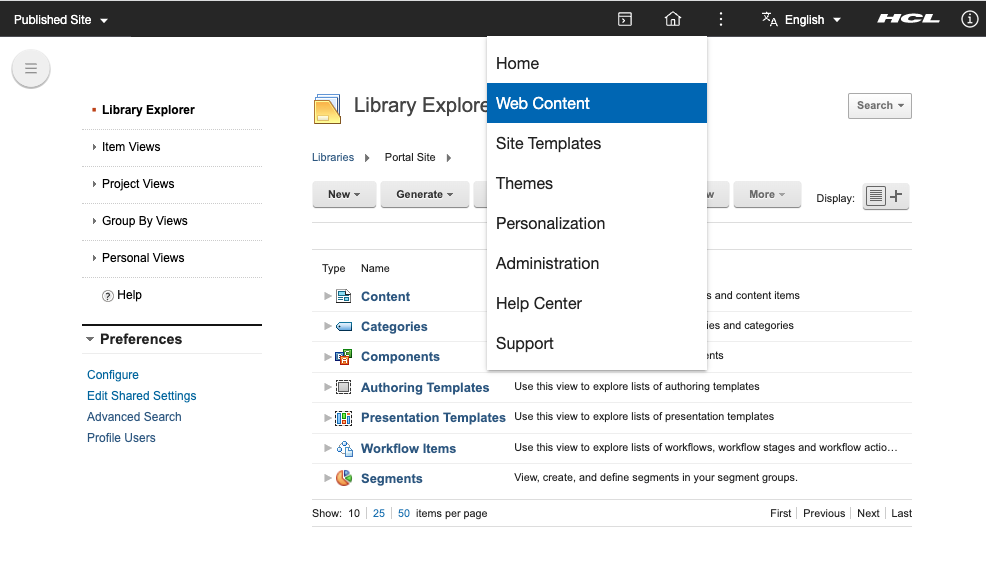 Published Site
English
HCL
Home
Web Content
Site Templates
Themes
Personalization
Administration
Help Center
Support
Library Explorer
Item Views
Project Views
Group By Views
Personal Views
Help
Preferences
Configure
Edit Shared Settings
Advanced Search
Profile Users
Library Explore
Search
Libraries Portal Site
New Generate w More Display:
Type Name
Content s and content items
Categories ies and categories
Components nts
Authoring Templates Use this view to explore lists of authoring templates
Presentation Templates Use this view to explore lists of presentation templates
Workflow Items Use this view to explore lists of workflows, workflow stages and workflow actio…
Segments View, create, and define segments in your segment groups.
Show: 10 25 50 items per page First Previous Next Last